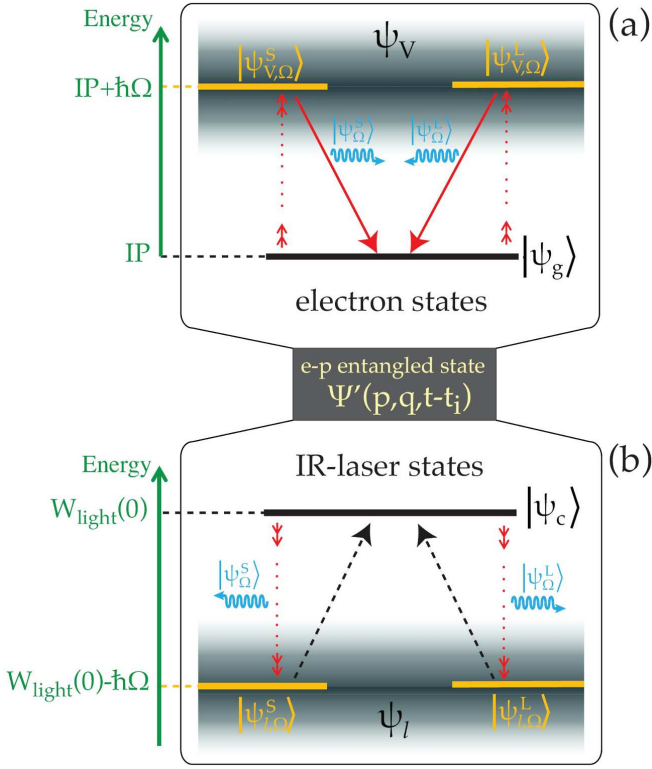 Energy
ψ_V
(a)
|ψ^S_{V,Ω}⟩
|ψ^L_{V,Ω}⟩
IP+ħΩ
|ψ^S_Ω⟩
|ψ^L_Ω⟩
IP
|ψ_g⟩
electron states
e-p entangled state
Ψ'(p,q,t-t_i)
Energy
IR-laser states
(b)
W_light(0)
|ψ_c⟩
|ψ^S_Ω⟩
|ψ^L_Ω⟩
W_light(0)-ħΩ
|ψ^S_{l,Ω}⟩
ψ_l
|ψ^L_{l,Ω}⟩